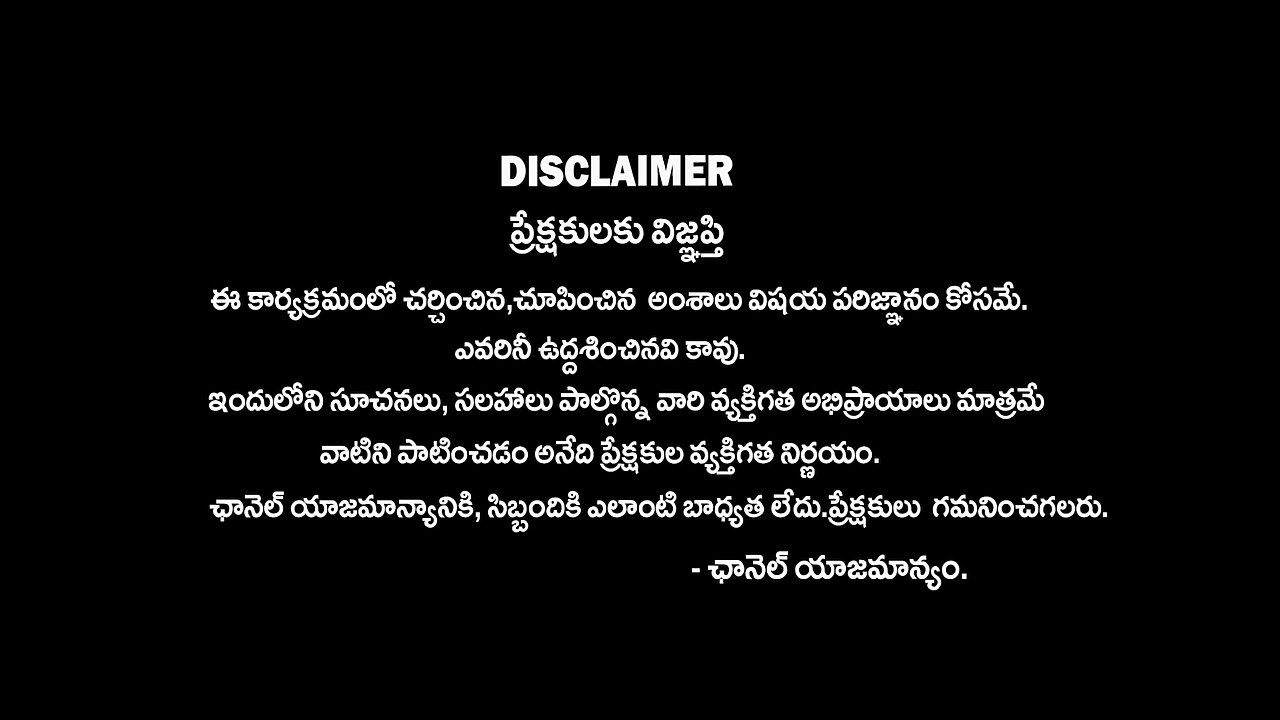 DISCLAIMER
ప్రేక్షకులకు విజ్ఞప్తి
ఈ కార్యక్రమంలో చర్చించిన,చూపించిన అంశాలు విషయ పరిజ్ఞానం కోసమే.
ఎవరినీ ఉద్దశించినవి కావు.
ఇందులోని సూచనలు, సలహాలు పాల్గొన్న వారి వ్యక్తిగత అభిప్రాయాలు మాత్రమే
వాటిని పాటించడం అనేది ప్రేక్షకుల వ్యక్తిగత నిర్ణయం.
ఛానెల్ యాజమాన్యానికి, సిబ్బందికి ఎలాంటి బాధ్యత లేదు.ప్రేక్షకులు గమనించగలరు.
- ఛానెల్ యాజమాన్యం.